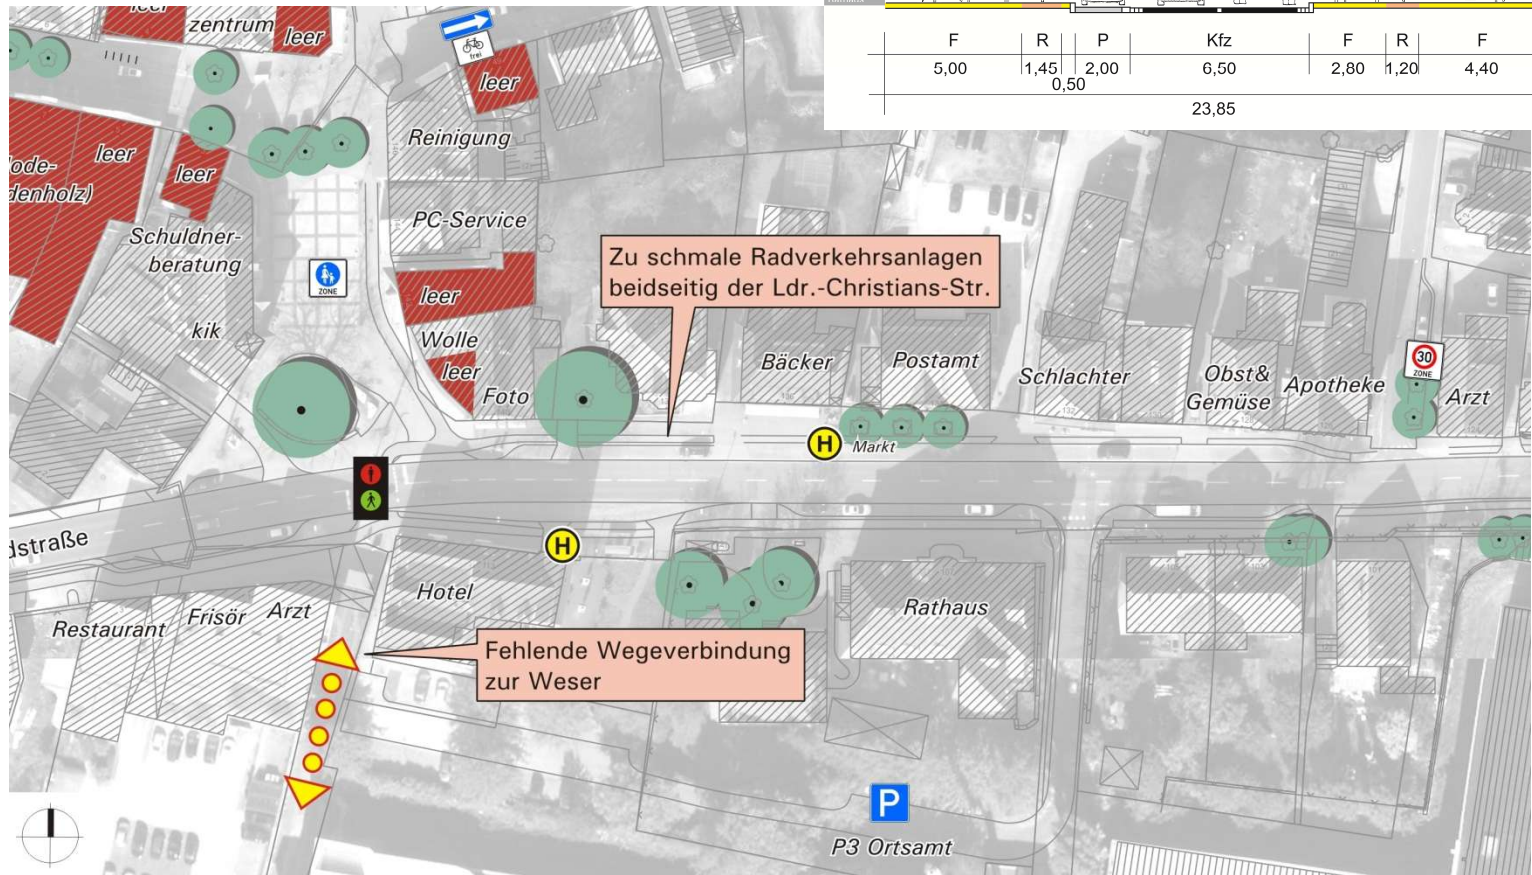 leer
zentrum
leer
frei
leer
F R P Kfz F R F
5,00 1,45 2,00 6,50 2,80 1,20 4,40
0,50
23,85
Reinigung
leer
ode-
denholz)
leer
PC-Service
Schuldner-
beratung
ZONE
Zu schmale Radverkehrsanlagen
beidseitig der Ldr.-Christians-Str.
leer
kik
Wolle
leer
Foto
Bäcker
Postamt
Schlachter
Obst&
Gemüse
Apotheke
30
ZONE
Arzt
H
Markt
dstraße
H
Hotel
Rathaus
Restaurant
Frisör
Arzt
Fehlende Wegeverbindung
zur Weser
P
P3 Ortsamt